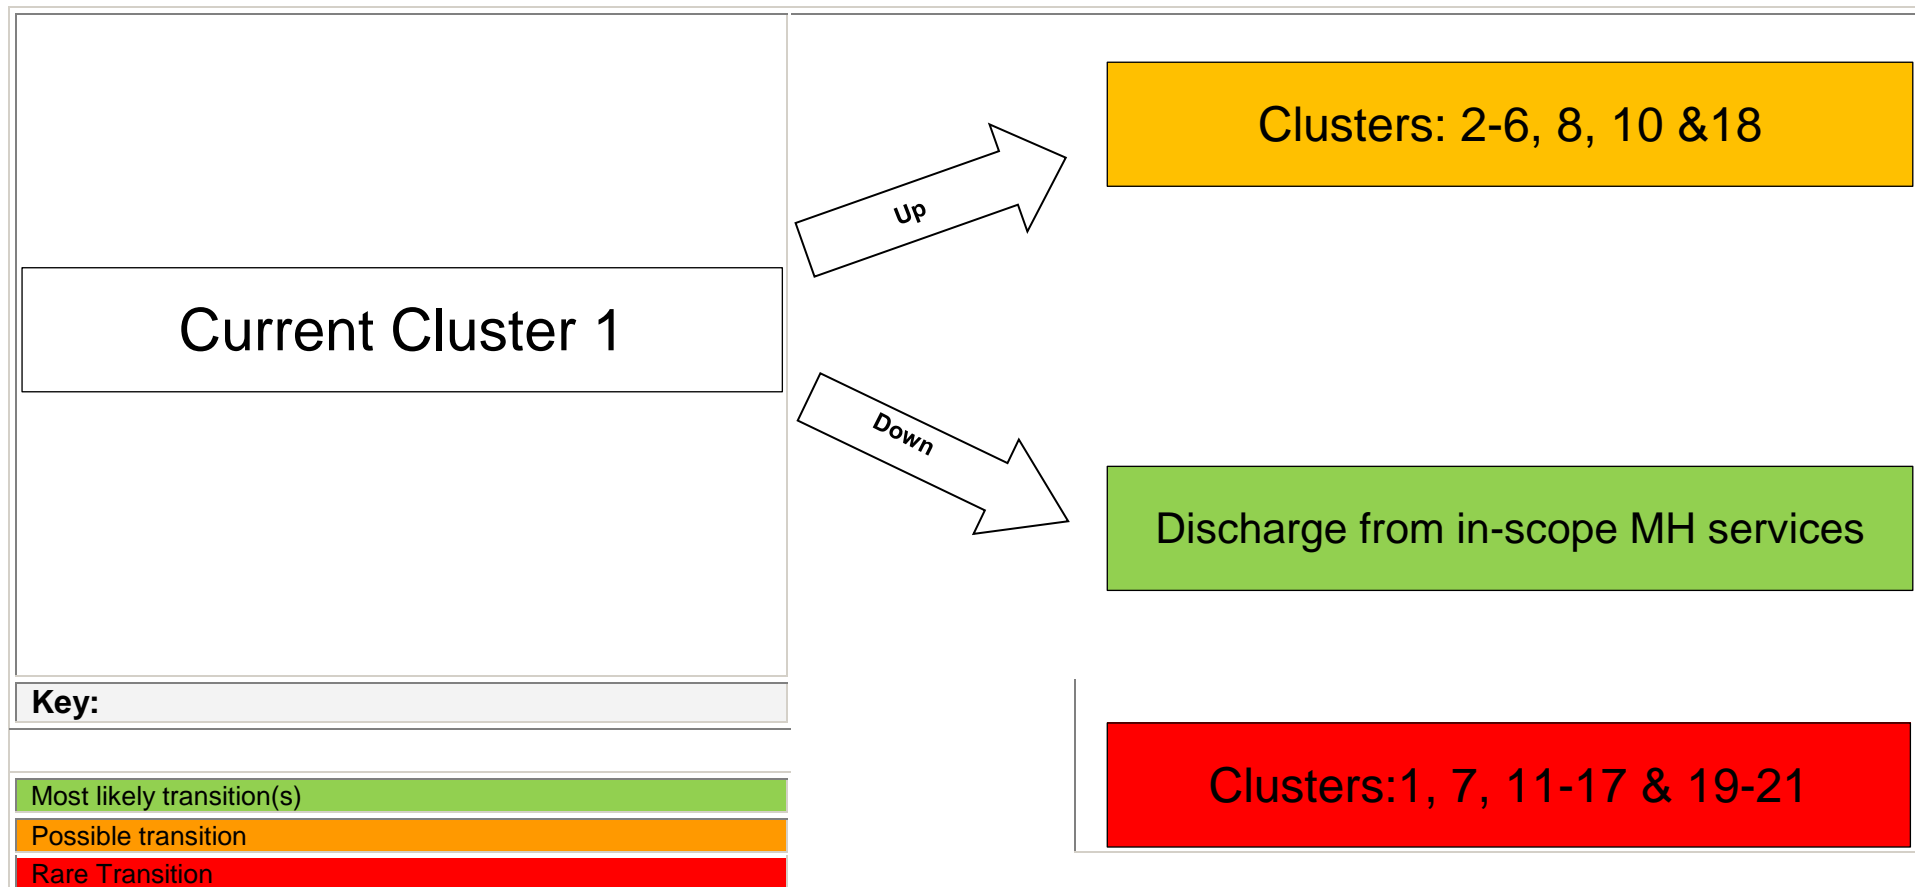 Clusters: 2-6, 8, 10 &18
Up
Current Cluster 1
Down
Discharge from in-scope MH services
Key:
Clusters:1, 7, 11-17 & 19-21
Most likely transition(s)
Possible transition
Rare Transition